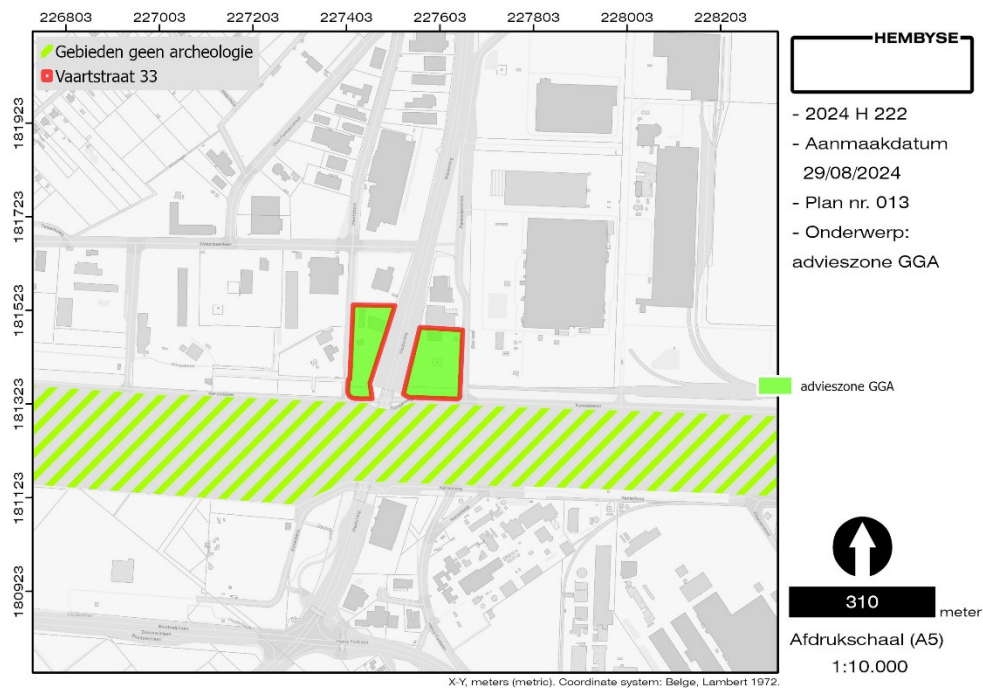 226803 227003 227203 227403 227603 227803 228003 228203
Gebieden geen archeologie
Vaartstraat 33
181923
181723
181523
181323
181123
180923
HEMBYSE
- 2024 H 222
- Aanmaakdatum
29/08/2024
- Plan nr. 013
- Onderwerp:
advieszone GGA
advieszone GGA
310 meter
Afdrukschaal (A5)
1:10.000
X-Y, meters (metric). Coordinate system: Belge, Lambert 1972.